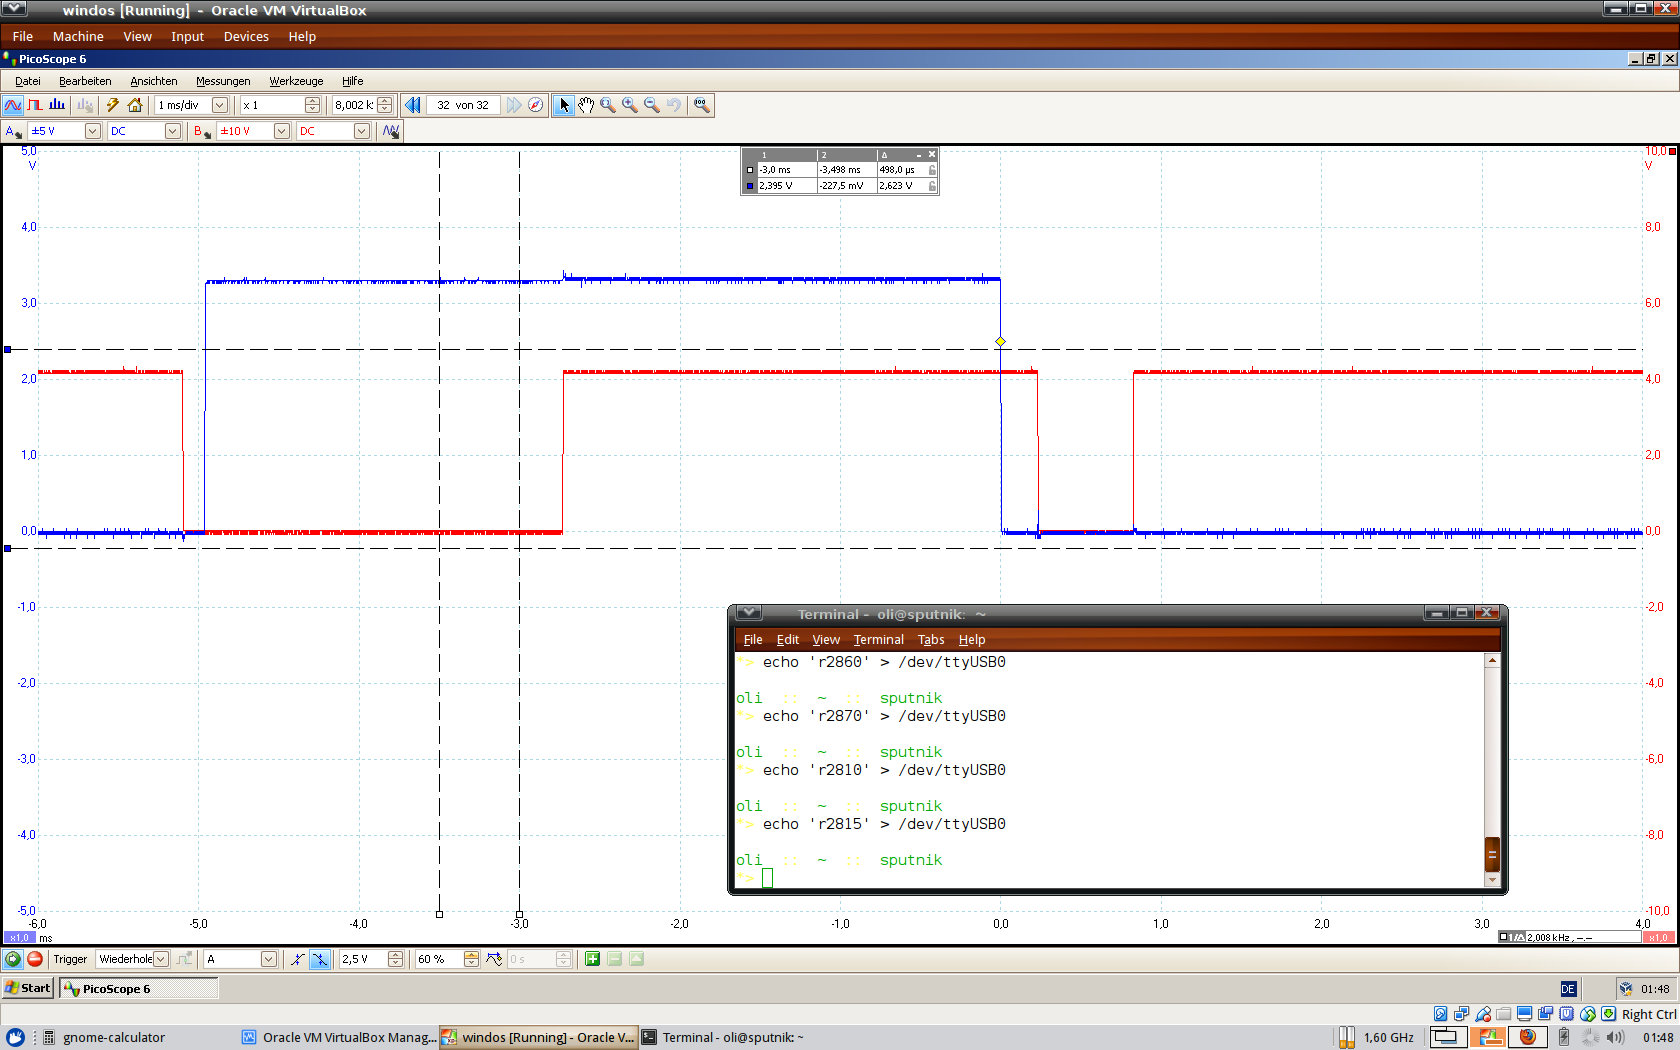 windos [Running] - Oracle VM VirtualBox
File Machine View Input Devices Help
PicoScope 6
Datei Bearbeiten Ansichten Messungen Werkzeuge Hilfe
1 ms/div x 1 8,002 k 32 von 32
A ±5 V DC B ±10 V DC
1 2 Δ
-3,0 ms -3,498 ms 498,0 µs
2,395 V -227,5 mV 2,623 V
5,0 10,0
V V
4,0 8,0
3,0 6,0
2,0 4,0
1,0 2,0
0,0 0,0
-1,0 -2,0
-2,0 -4,0
-3,0 -6,0
-4,0 -8,0
-5,0 -10,0
Terminal - oli@sputnik: ~
File Edit View Terminal Tabs Help
*> echo 'r2860' > /dev/ttyUSB0
oli :: ~ :: sputnik
*> echo 'r2870' > /dev/ttyUSB0
oli :: ~ :: sputnik
*> echo 'r2810' > /dev/ttyUSB0
oli :: ~ :: sputnik
*> echo 'r2815' > /dev/ttyUSB0
oli :: ~ :: sputnik
*>
-6,0 -5,0 -4,0 -3,0 -2,0 -1,0 0,0 1,0 2,0 3,0 4,0
x1,0 ms 1/Δ 2,008 kHz , --.-- x1,0
Trigger Wiederhole A 2,5 V 60 % 0 s
Start PicoScope 6 DE 01:48
Right Ctrl
gnome-calculator Oracle VM VirtualBox Manag... windos [Running] - Oracle V... Terminal - oli@sputnik: ~ 1,60 GHz 01:48